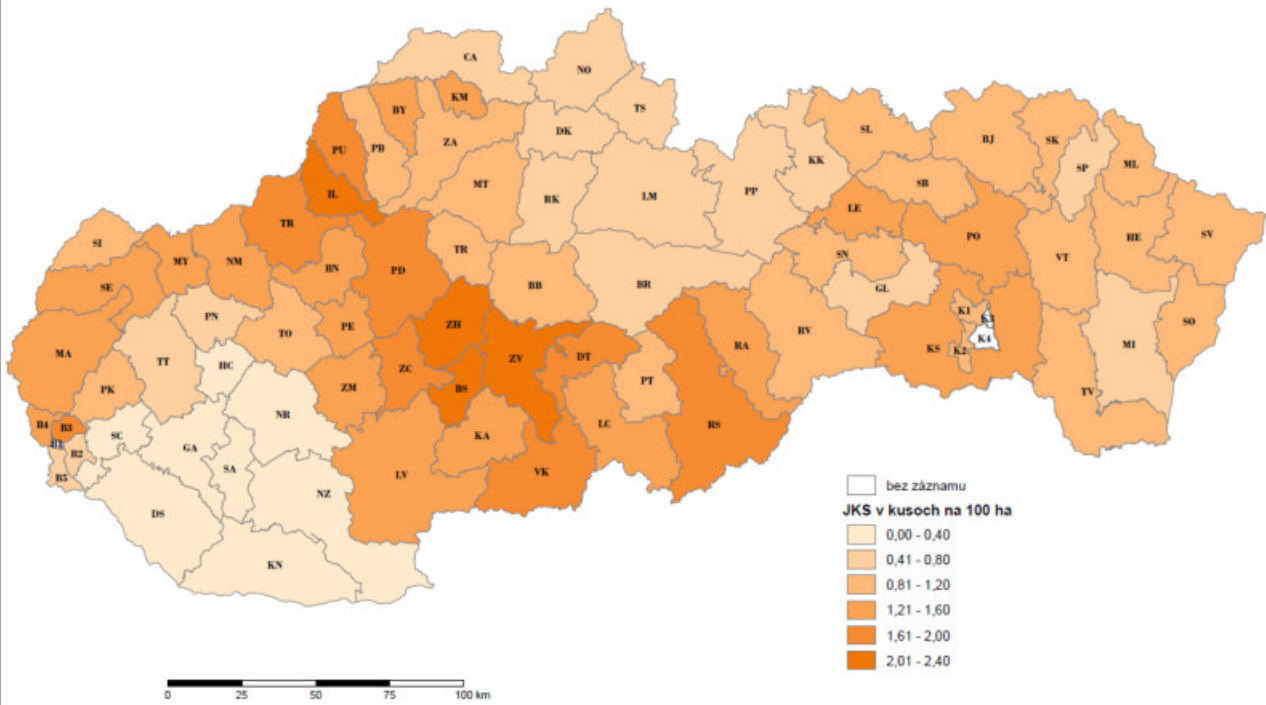 CA
NO
TS
BY
KM
PU
PB
ZA
DK
IL
MT
RK
LM
PP
KK
SL
BJ
SK
SP
ML
SB
LE
PO
VT
HE
SV
TR
SI
MY
NM
BN
PD
TR
BB
BR
SN
GL
SE
PN
TO
PE
ZH
ZV
DT
RA
RV
KS
K1
K3
K4
K2
MI
SO
MA
TT
HC
PK
ZM
ZC
BS
PT
TV
NR
B4
B3
B1
B2
B5
SC
GA
SA
KA
LC
RS
DS
NZ
LV
VK
KN
bez záznamu
JKS v kusoch na 100 ha
0,00 - 0,40
0,41 - 0,80
0,81 - 1,20
1,21 - 1,60
1,61 - 2,00
2,01 - 2,40
0 25 50 75 100 km